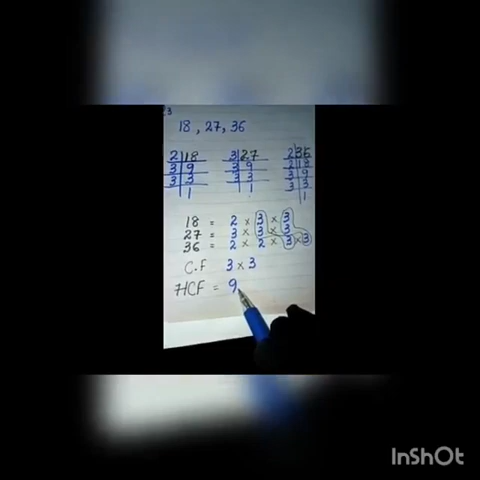 18, 27, 36
2|18 3|27 2|36
3|9 3|9 2|18
3|3 3|3 3|9
1 1 3|3
1
18 = 2 × 3 × 3
27 = 3 × 3 × 3
36 = 2 × 2 × 3 × 3
C.F 3 × 3
HCF = 9
InShOt